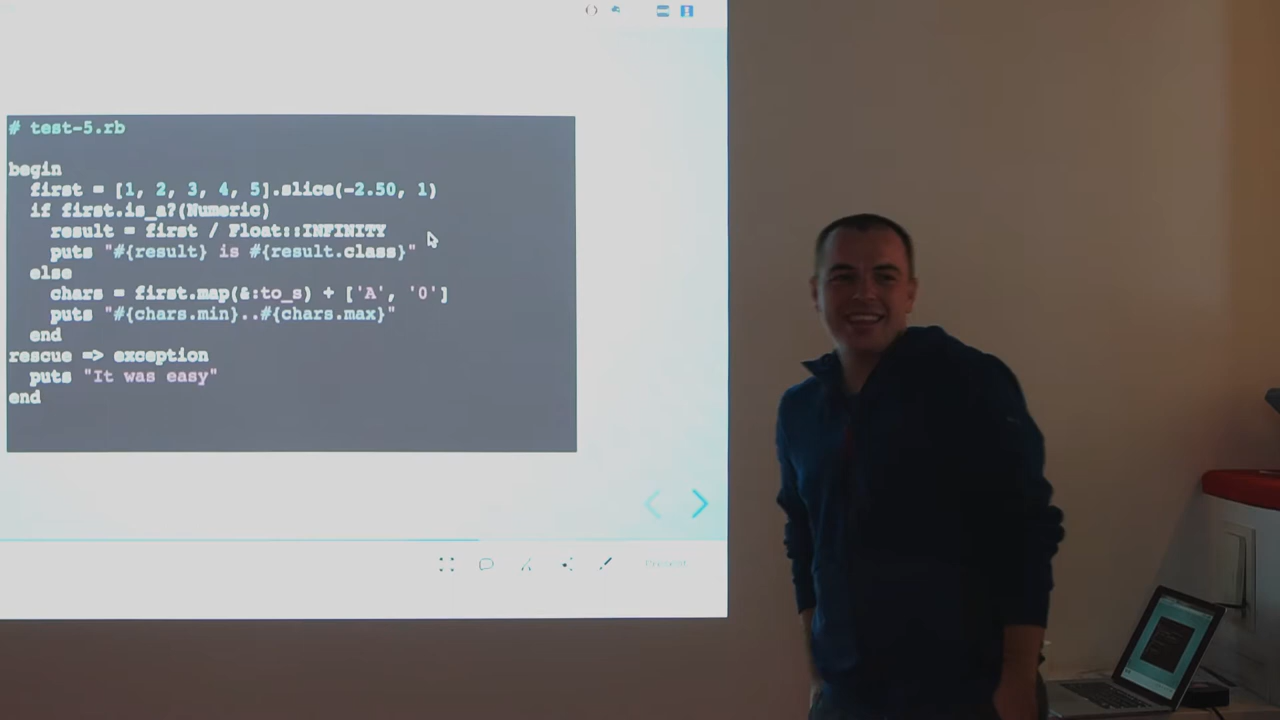 # test-5.rb
begin
first = [1, 2, 3, 4, 5].slice(-2.50, 1)
if first.is_a?(Numeric)
result = first / Float::INFINITY
puts "#{result} is #{result.class}"
else
chars = first.map(&:to_s) + ['A', '0']
puts "#{chars.min}..#{chars.max}"
end
rescue => exception
puts "It was easy"
end
Present